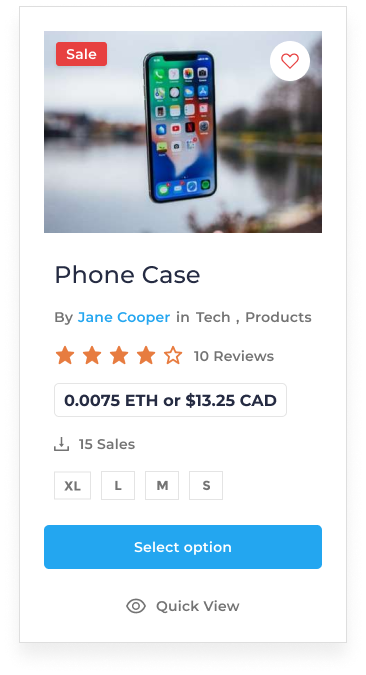 Sale
Phone Case
By Jane Cooper in Tech , Products
10 Reviews
0.0075 ETH or $13.25 CAD
15 Sales
XL L M S
Select option
Quick View